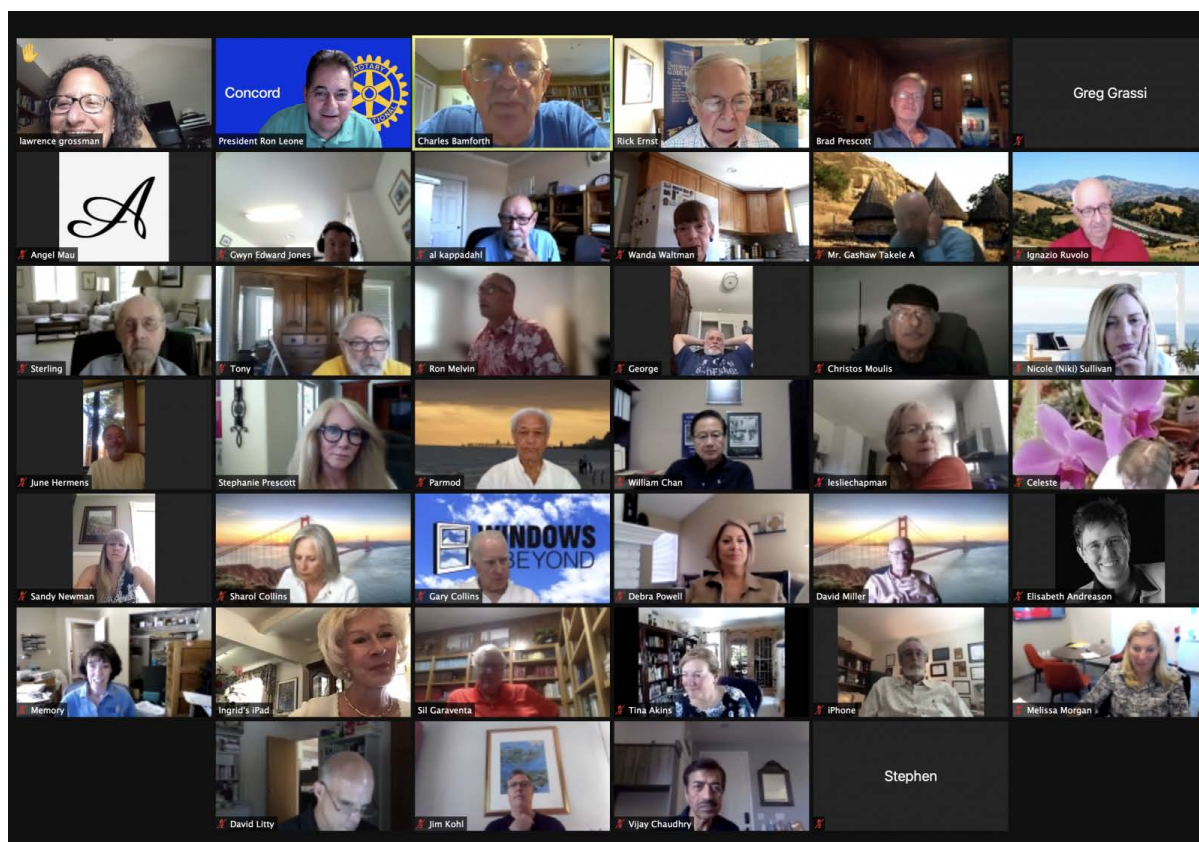 Concord
ROTARY
lawrence grossman
President Ron Leone
Charles Bamforth
Rick Ernst
Brad Prescott
Greg Grassi
A
Angel Mau
Gwyn Edward Jones
al kappadahl
Wanda Waltman
Mr. Gashaw Takele A
Ignazio Ruvolo
Sterling
Tony
Ron Melvin
George
Christos Moulis
Nicole (Niki) Sullivan
June Hermens
Stephanie Prescott
Parmod
William Chan
lesliechapman
Celeste
WINDOWS
BEYOND
Sandy Newman
Sharol Collins
Gary Collins
Debra Powell
David Miller
Elisabeth Andreason
Memory
Ingrid's iPad
Sil Garaventa
Tina Akins
iPhone
Melissa Morgan
David Litty
Jim Kohl
Vijay Chaudhry
Stephen